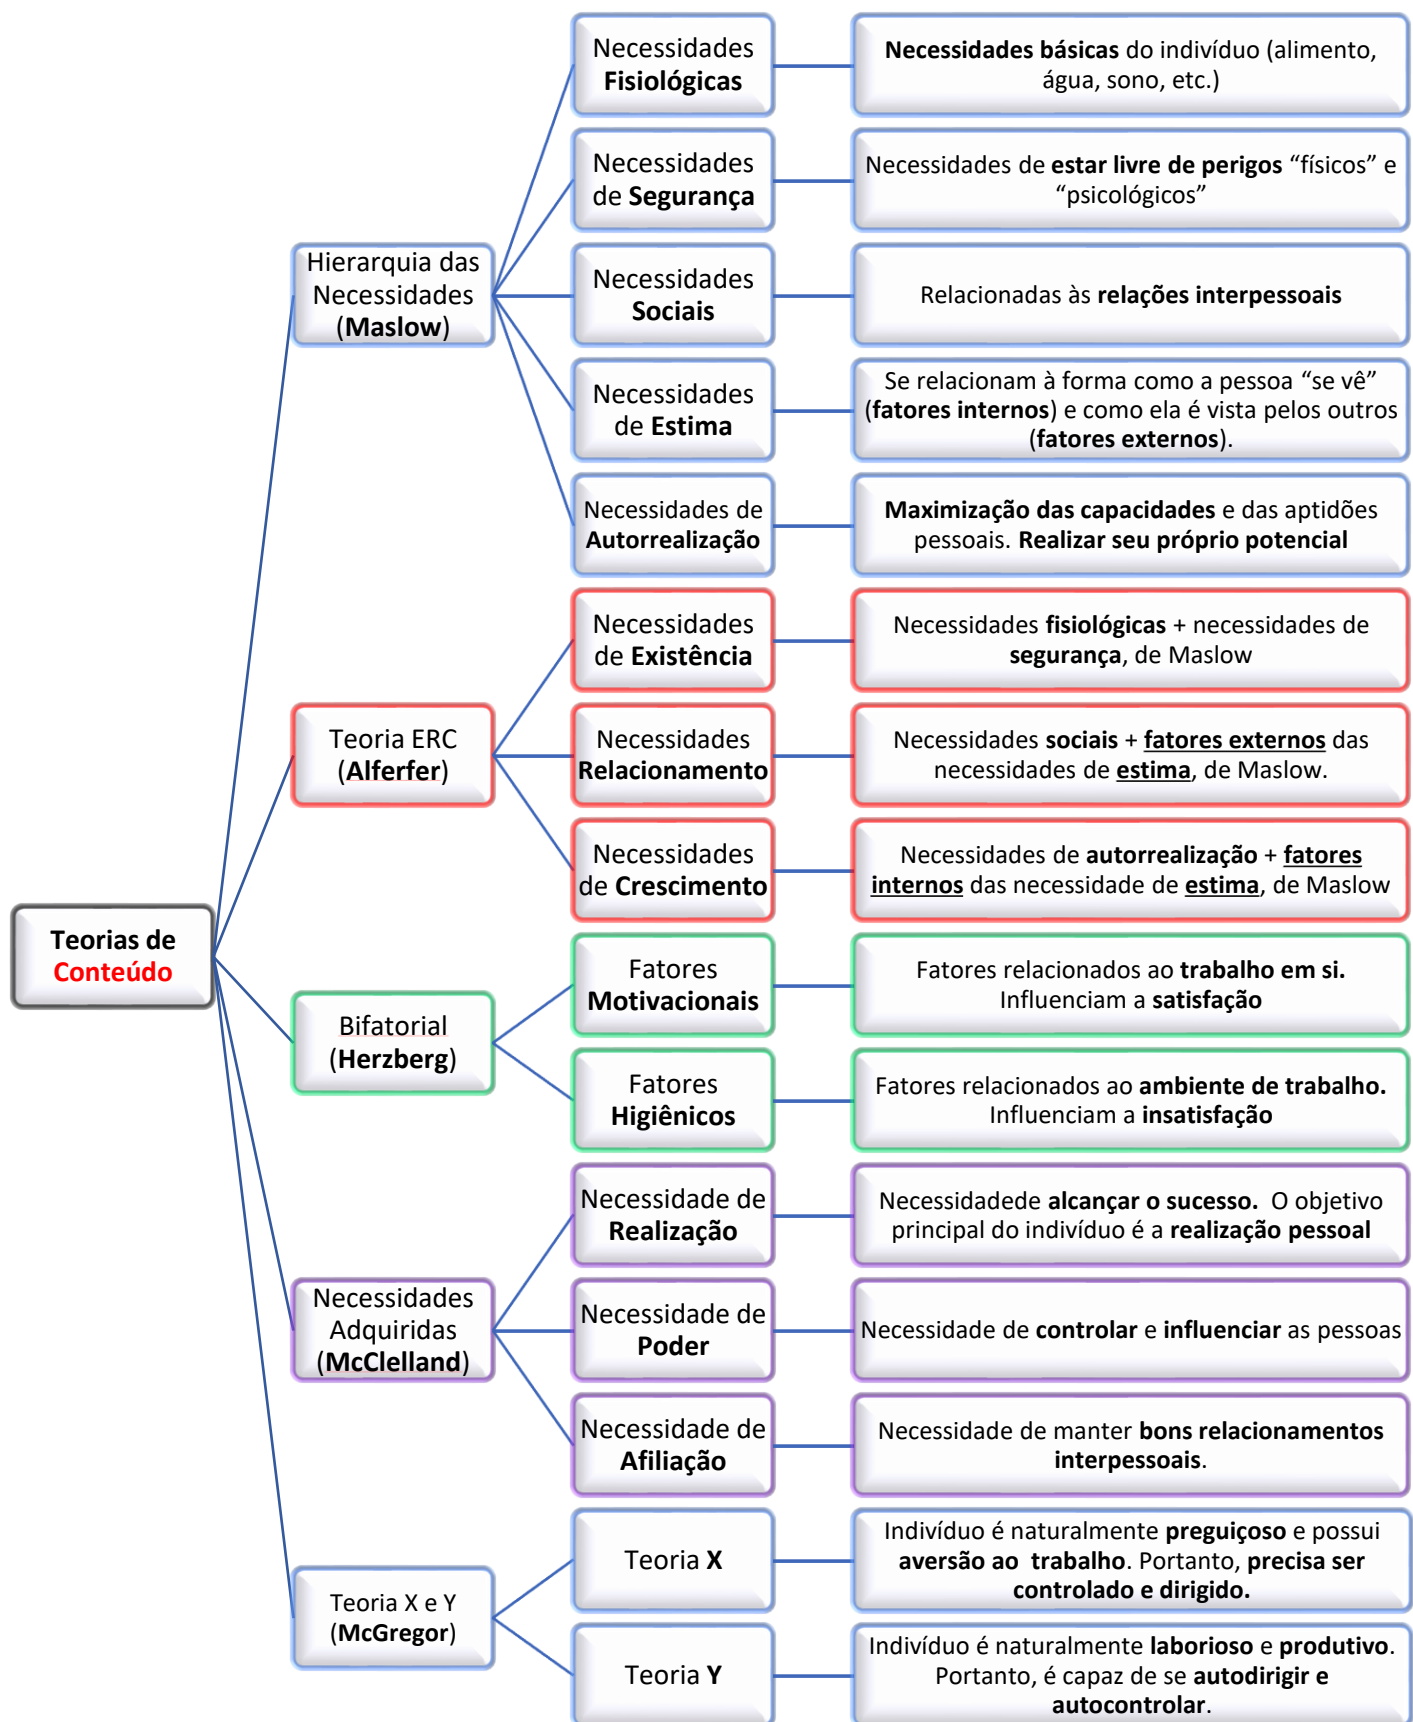 Teorias de
Conteúdo
Hierarquia das
Necessidades
(Maslow)
Necessidades
Fisiológicas
Necessidades básicas do indivíduo (alimento,
água, sono, etc.)
Necessidades
de Segurança
Necessidades de estar livre de perigos “físicos” e
“psicológicos”
Necessidades
Sociais
Relacionadas às relações interpessoais
Necessidades
de Estima
Se relacionam à forma como a pessoa “se vê”
(fatores internos) e como ela é vista pelos outros
(fatores externos).
Necessidades de
Autorrealização
Maximização das capacidades e das aptidões
pessoais. Realizar seu próprio potencial
Teoria ERC
(Alferfer)
Necessidades
de Existência
Necessidades fisiológicas + necessidades de
segurança, de Maslow
Necessidades
Relacionamento
Necessidades sociais + fatores externos das
necessidades de estima, de Maslow.
Necessidades
de Crescimento
Necessidades de autorrealização + fatores
internos das necessidade de estima, de Maslow
Bifatorial
(Herzberg)
Fatores
Motivacionais
Fatores relacionados ao trabalho em si.
Influenciam a satisfação
Fatores
Higiênicos
Fatores relacionados ao ambiente de trabalho.
Influenciam a insatisfação
Necessidades
Adquiridas
(McClelland)
Necessidade de
Realização
Necessidadede alcançar o sucesso.  O objetivo
principal do indivíduo é a realização pessoal
Necessidade de
Poder
Necessidade de controlar e influenciar as pessoas
Necessidade de
Afiliação
Necessidade de manter bons relacionamentos
interpessoais.
Teoria X e Y
(McGregor)
Teoria X
Indivíduo é naturalmente preguiçoso e possui
aversão ao  trabalho. Portanto, precisa ser
controlado e dirigido.
Teoria Y
Indivíduo é naturalmente laborioso e produtivo.
Portanto, é capaz de se autodirigir e
autocontrolar.